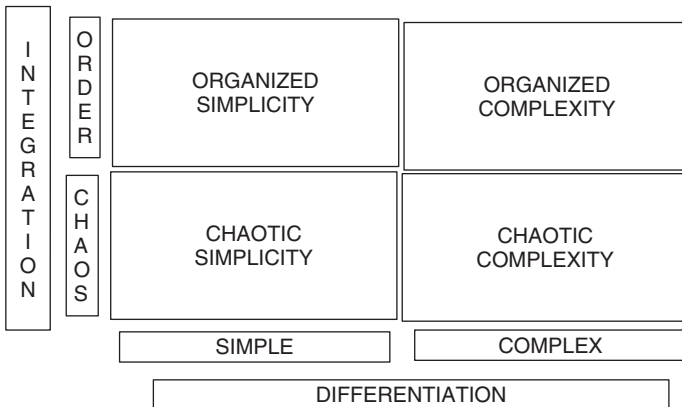 INTEGRATION
ORDER
ORGANIZED
SIMPLICITY
ORGANIZED
COMPLEXITY
CHAOS
CHAOTIC
SIMPLICITY
CHAOTIC
COMPLEXITY
SIMPLE
COMPLEX
DIFFERENTIATION